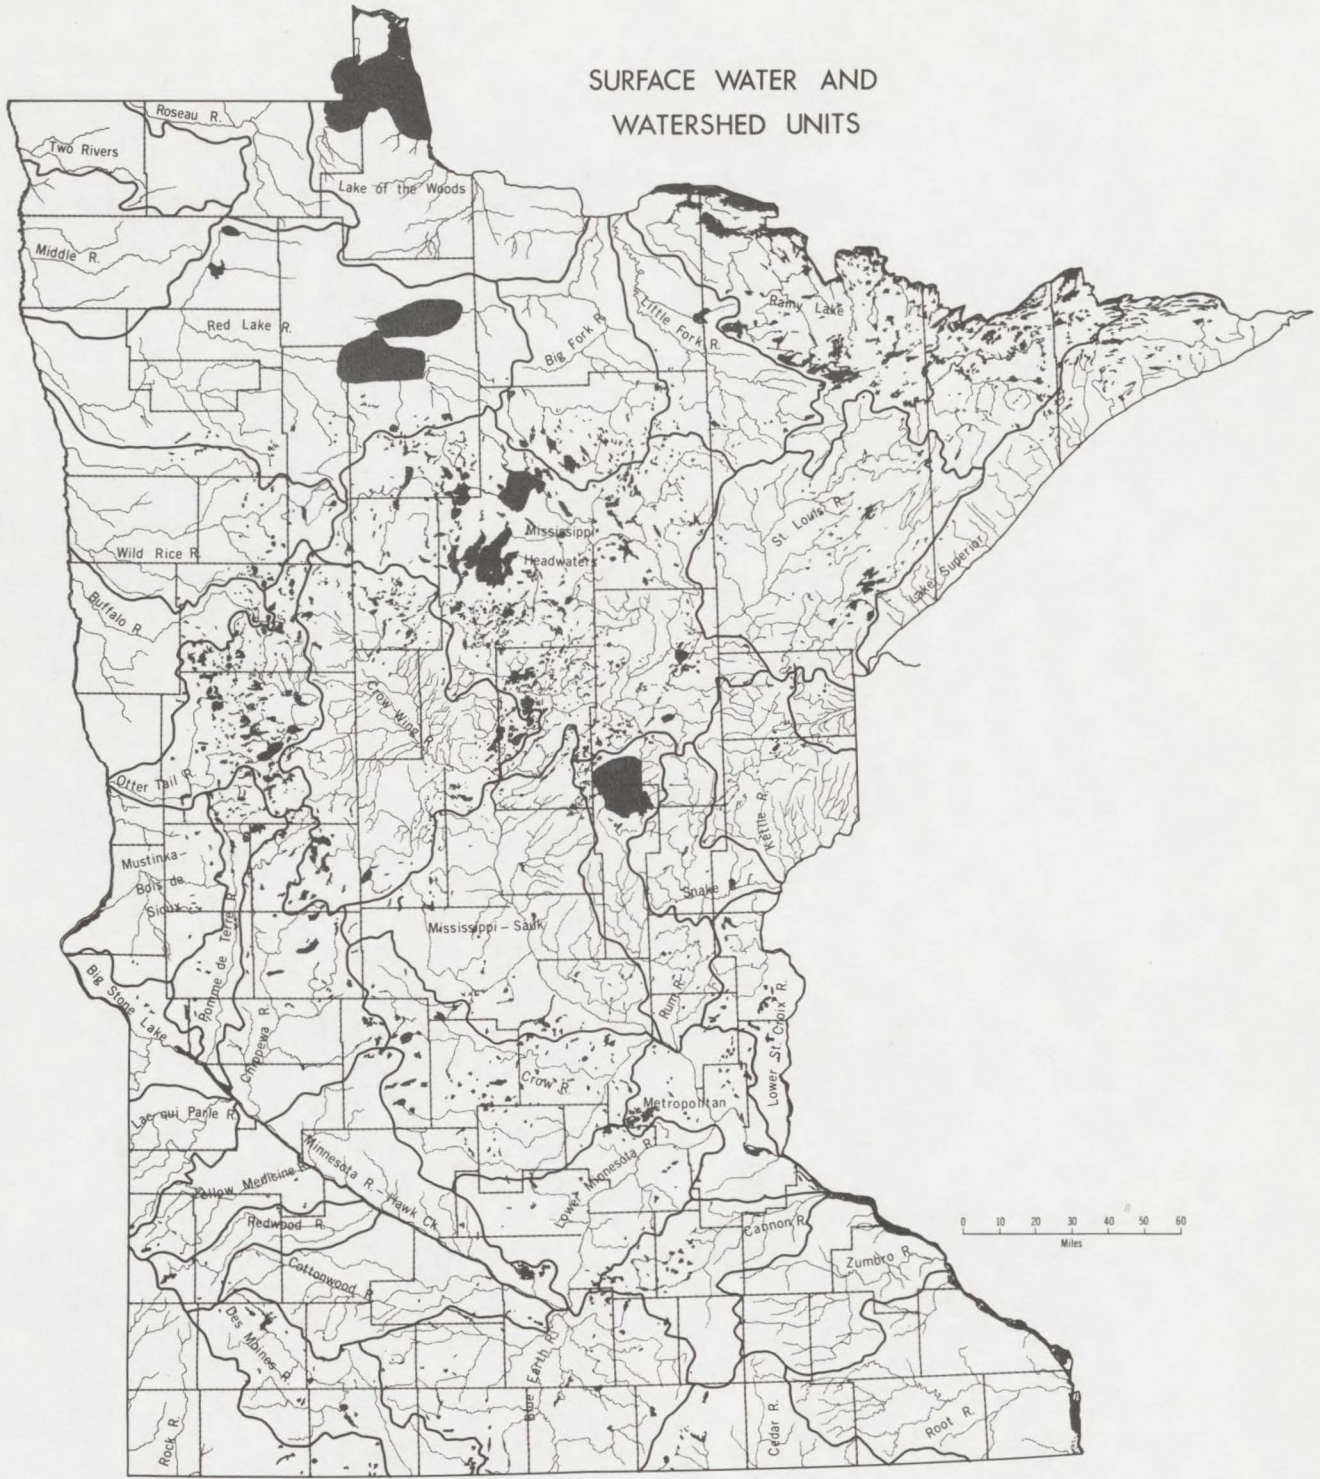 SURFACE WATER AND
WATERSHED UNITS
Roseau R.
Two Rivers
Lake of the Woods
Middle R.
Red Lake R.
Big Fork R.
Little Fork R.
Rainy Lake
Mississippi
Headwaters
St. Louis R.
Lake Superior
Wild Rice R.
Buffalo R.
Crow Wing R.
Otter Tail R.
Kettle R.
Mustinka-
Bois de
Sioux
Pomme de Terre R.
Snake
Mississippi - Sauk
Big Stone Lake
Chippewa R.
Rum R.
Lower St. Croix R.
Crow R.
Metropolitan
Lac qui Parle R.
Minnesota R. - Hawk Ck.
Yellow Medicine R.
Lower Minnesota R.
Redwood R.
Cannon R.
Cottonwood R.
Zumbro R.
0 10 20 30 40 50 60
Miles
Des Moines R.
Blue Earth R.
Rock R.
Cedar R.
Root R.